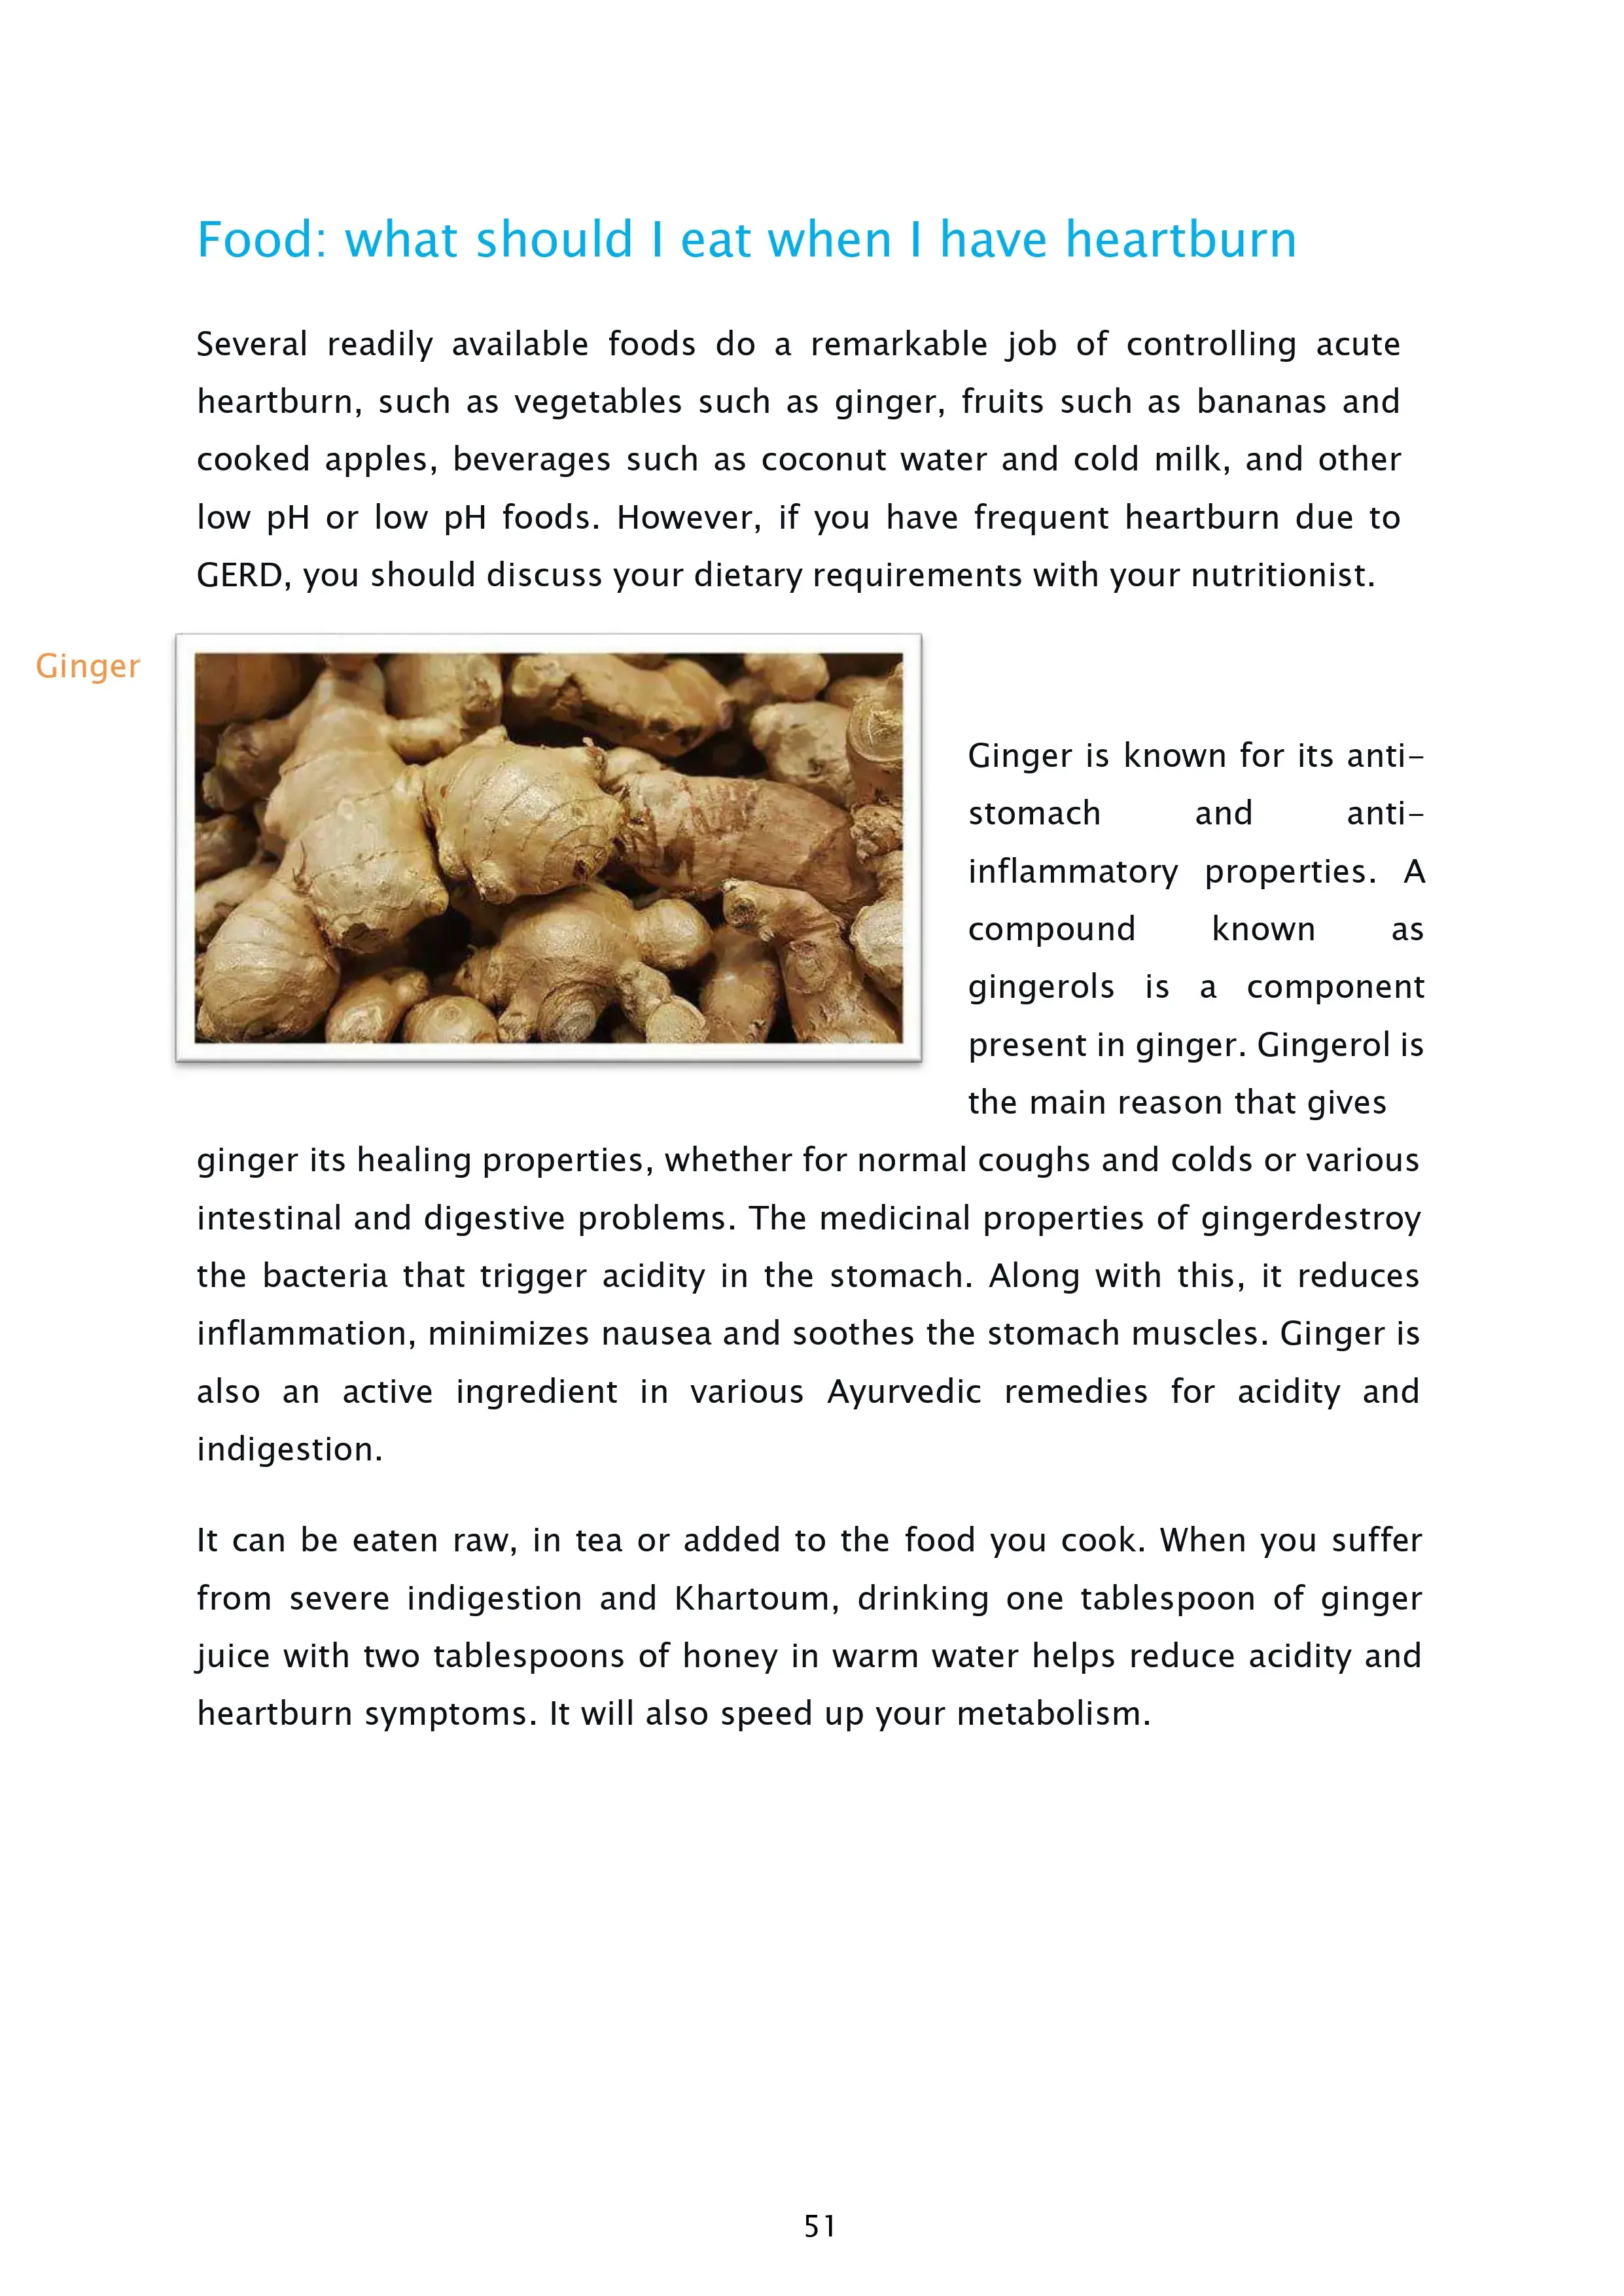 Food: what should I eat when I have heartburn
Several readily available foods do a remarkable job of controlling acute
heartburn, such as vegetables such as ginger, fruits such as bananas and
cooked apples, beverages such as coconut water and cold milk, and other
low pH or low pH foods. However, if you have frequent heartburn due to
GERD, you should discuss your dietary requirements with your nutritionist.
Ginger
Ginger is known for its anti-
stomach and anti-
inflammatory properties. A
compound known as
gingerols is a component
present in ginger. Gingerol is
the main reason that gives
ginger its healing properties, whether for normal coughs and colds or various
intestinal and digestive problems. The medicinal properties of gingerdestroy
the bacteria that trigger acidity in the stomach. Along with this, it reduces
inflammation, minimizes nausea and soothes the stomach muscles. Ginger is
also an active ingredient in various Ayurvedic remedies for acidity and
indigestion.
It can be eaten raw, in tea or added to the food you cook. When you suffer
from severe indigestion and Khartoum, drinking one tablespoon of ginger
juice with two tablespoons of honey in warm water helps reduce acidity and
heartburn symptoms. It will also speed up your metabolism.
51